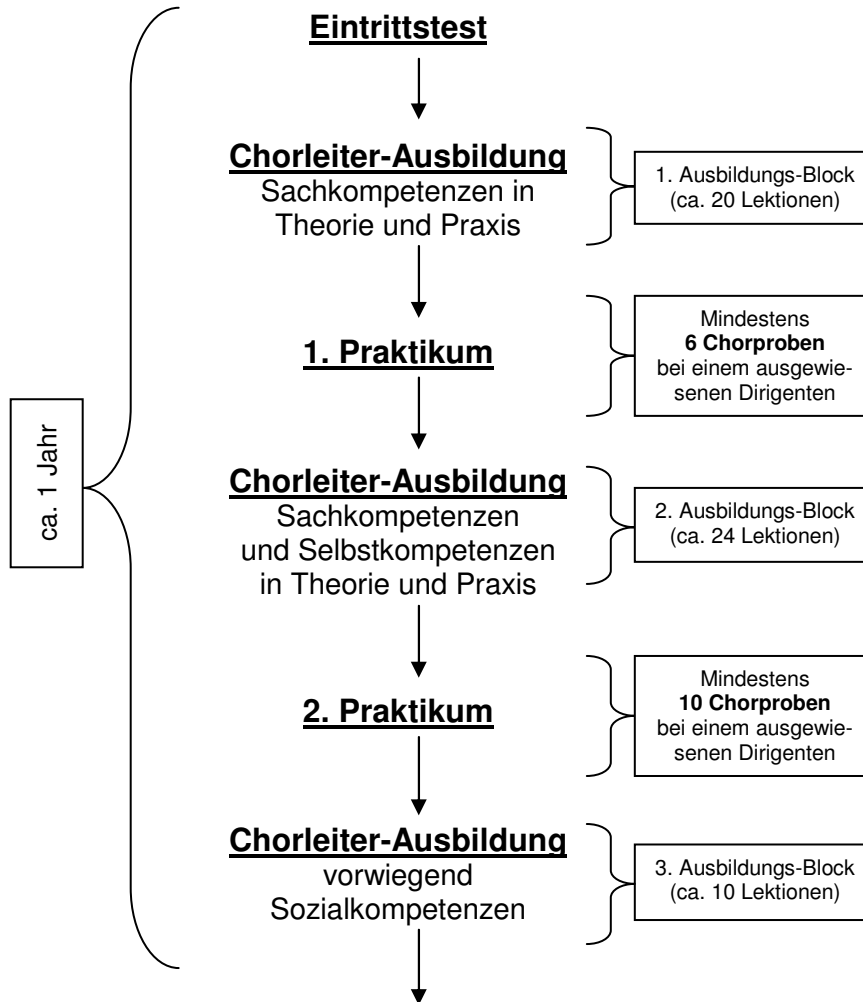 Eintrittstest
Chorleiter-Ausbildung
Sachkompetenzen in
Theorie und Praxis
1. Ausbildungs-Block
(ca. 20 Lektionen)
1. Praktikum
Mindestens
6 Chorproben
bei einem ausgewie-
senen Dirigenten
ca. 1 Jahr
Chorleiter-Ausbildung
Sachkompetenzen
und Selbstkompetenzen
in Theorie und Praxis
2. Ausbildungs-Block
(ca. 24 Lektionen)
2. Praktikum
Mindestens
10 Chorproben
bei einem ausgewie-
senen Dirigenten
Chorleiter-Ausbildung
vorwiegend
Sozialkompetenzen
3. Ausbildungs-Block
(ca. 10 Lektionen)